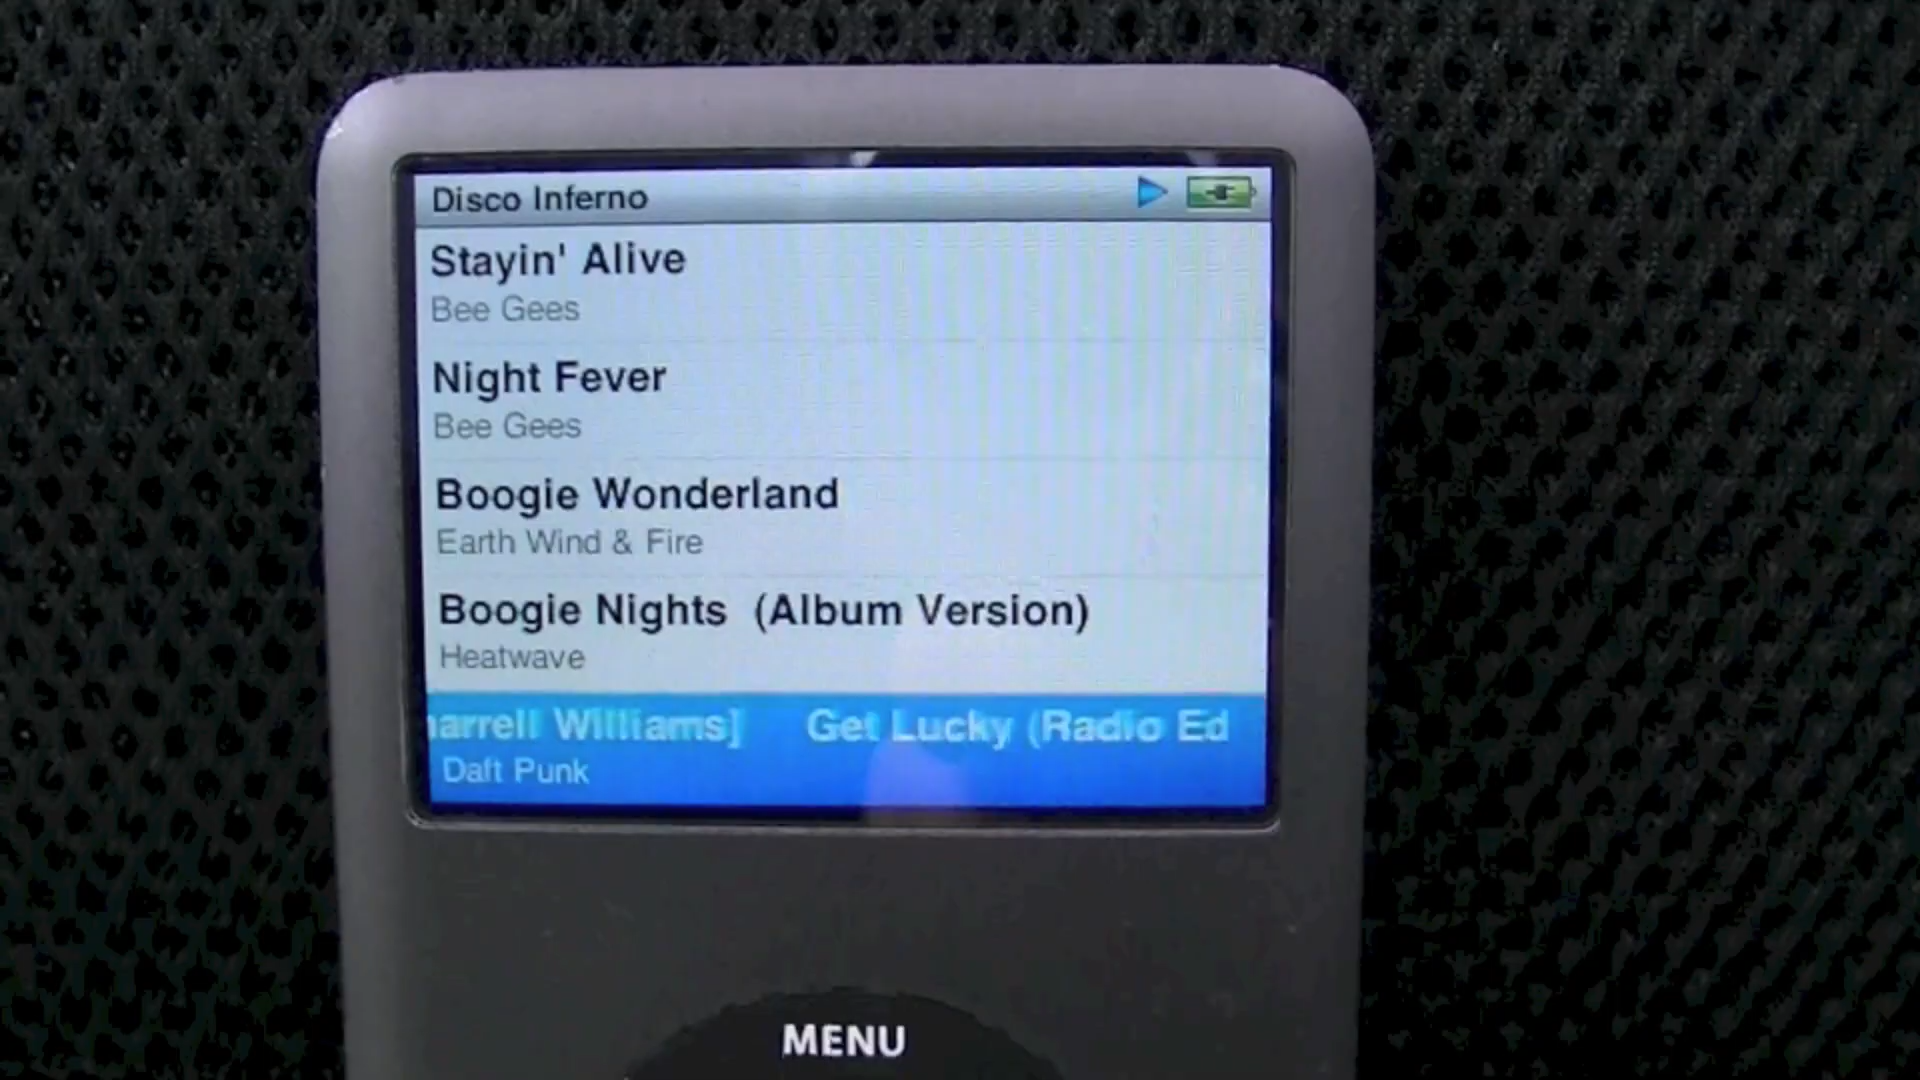 Disco Inferno
Stayin' Alive
Bee Gees
Night Fever
Bee Gees
Boogie Wonderland
Earth Wind & Fire
Boogie Nights (Album Version)
Heatwave
harrell Williams] Get Lucky (Radio Ed
Daft Punk
MENU